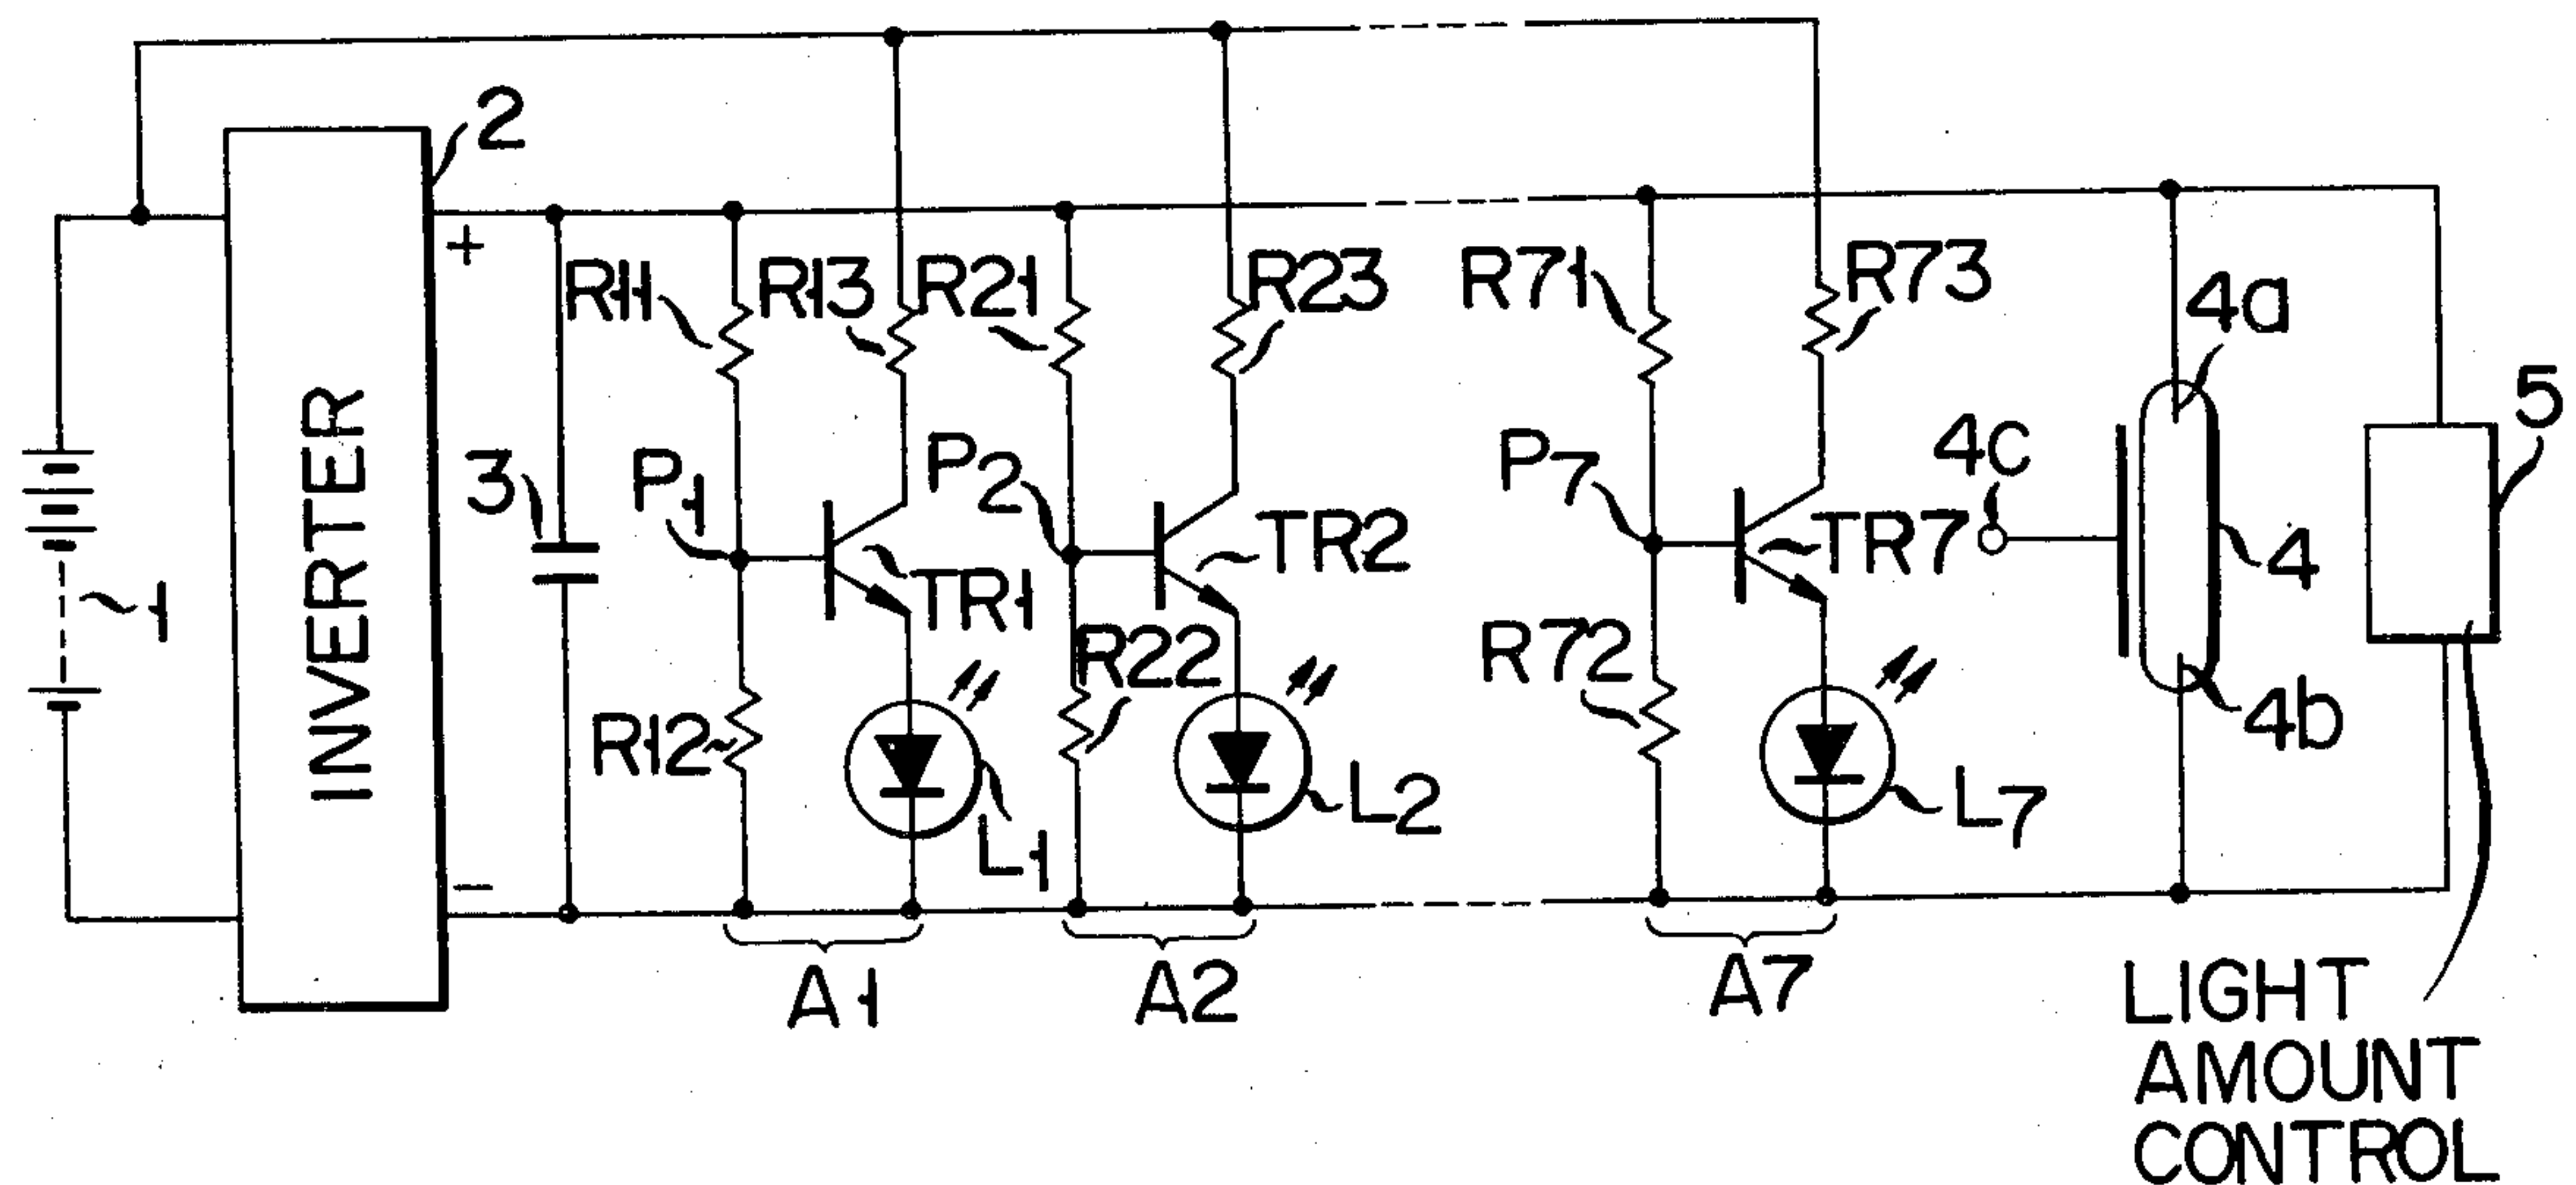 2
+
R11
R13
R21
R23
R71
R73
4a
5
INVERTER
3
P1
P2
P7
4c
1
TR1
TR2
TR7
4
R12
R22
R72
4b
L1
L2
L7
−
A1
A2
A7
LIGHT
AMOUNT
CONTROL